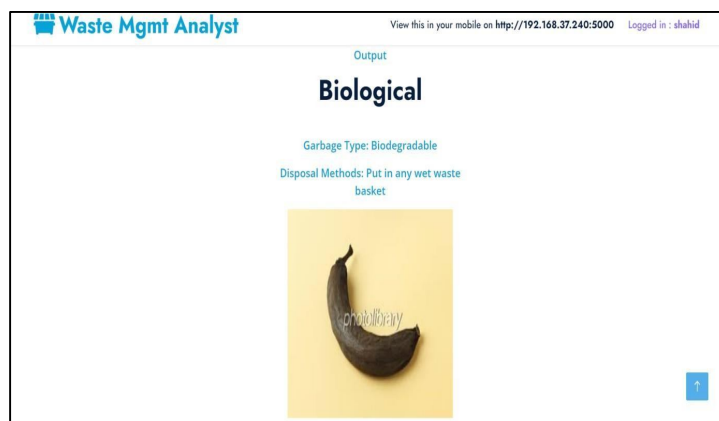 Waste Mgmt Analyst
View this in your mobile on http://192.168.37.240:5000 Logged in : shahid
Output
Biological
Garbage Type: Biodegradable
Disposal Methods: Put in any wet waste
basket
photolibrary